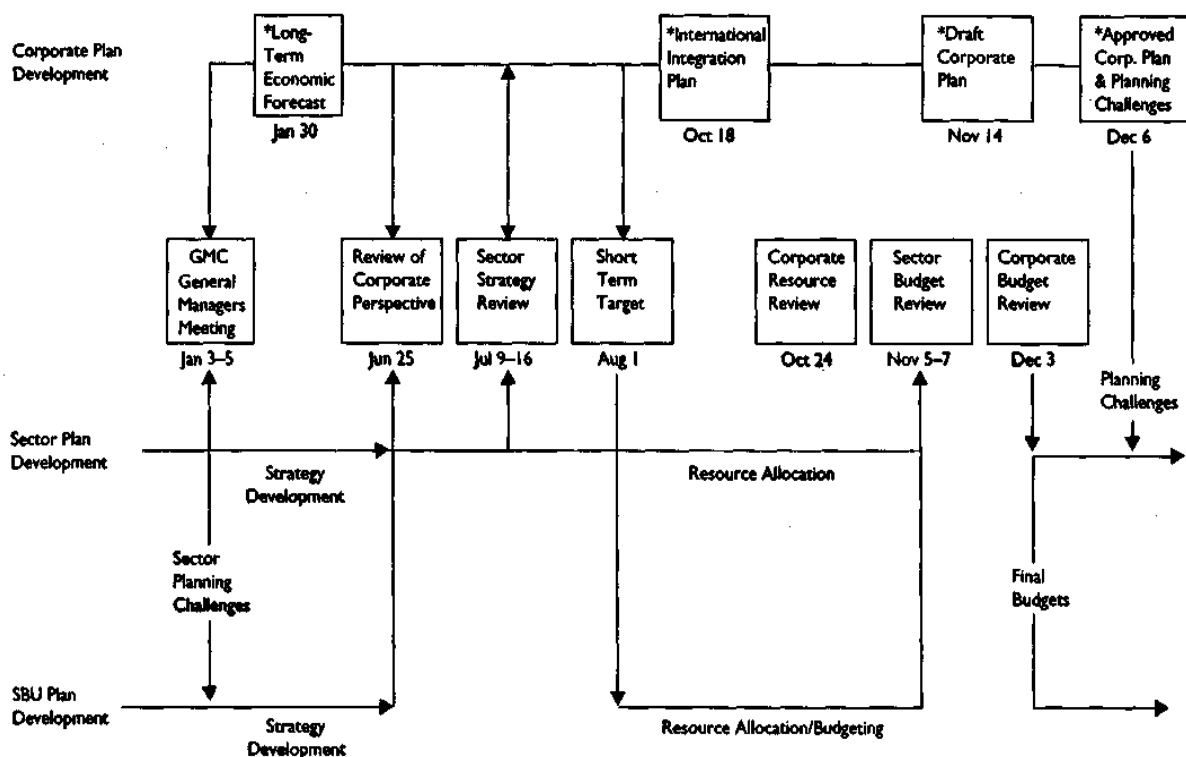 Corporate Plan
Development
*Long-
Term
Economic
Forecast
Jan 30
*International
Integration
Plan
Oct 18
*Draft
Corporate
Plan
Nov 14
*Approved
Corp. Plan
& Planning
Challenges
Dec 6
GMC
General
Managers
Meeting
Jan 3–5
Review of
Corporate
Perspective
Jun 25
Sector
Strategy
Review
Jul 9–16
Short
Term
Target
Aug 1
Corporate
Resource
Review
Oct 24
Sector
Budget
Review
Nov 5–7
Corporate
Budget
Review
Dec 3
Planning
Challenges
Sector Plan
Development
Strategy
Development
Resource Allocation
Sector
Planning
Challenges
Final
Budgets
SBU Plan
Development
Strategy
Development
Resource Allocation/Budgeting